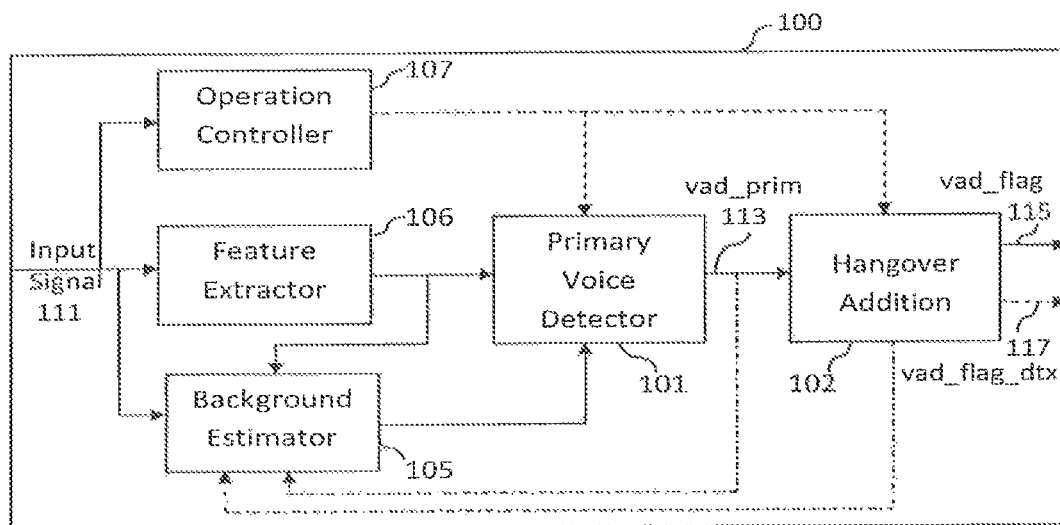 100
107
Operation
Controller
vad_prim
113
vad_flag
115
106
Input
Signal
111
Feature
Extractor
Primary
Voice
Detector
Hangover
Addition
101
102
117
vad_flag_dtx
Background
Estimator
105